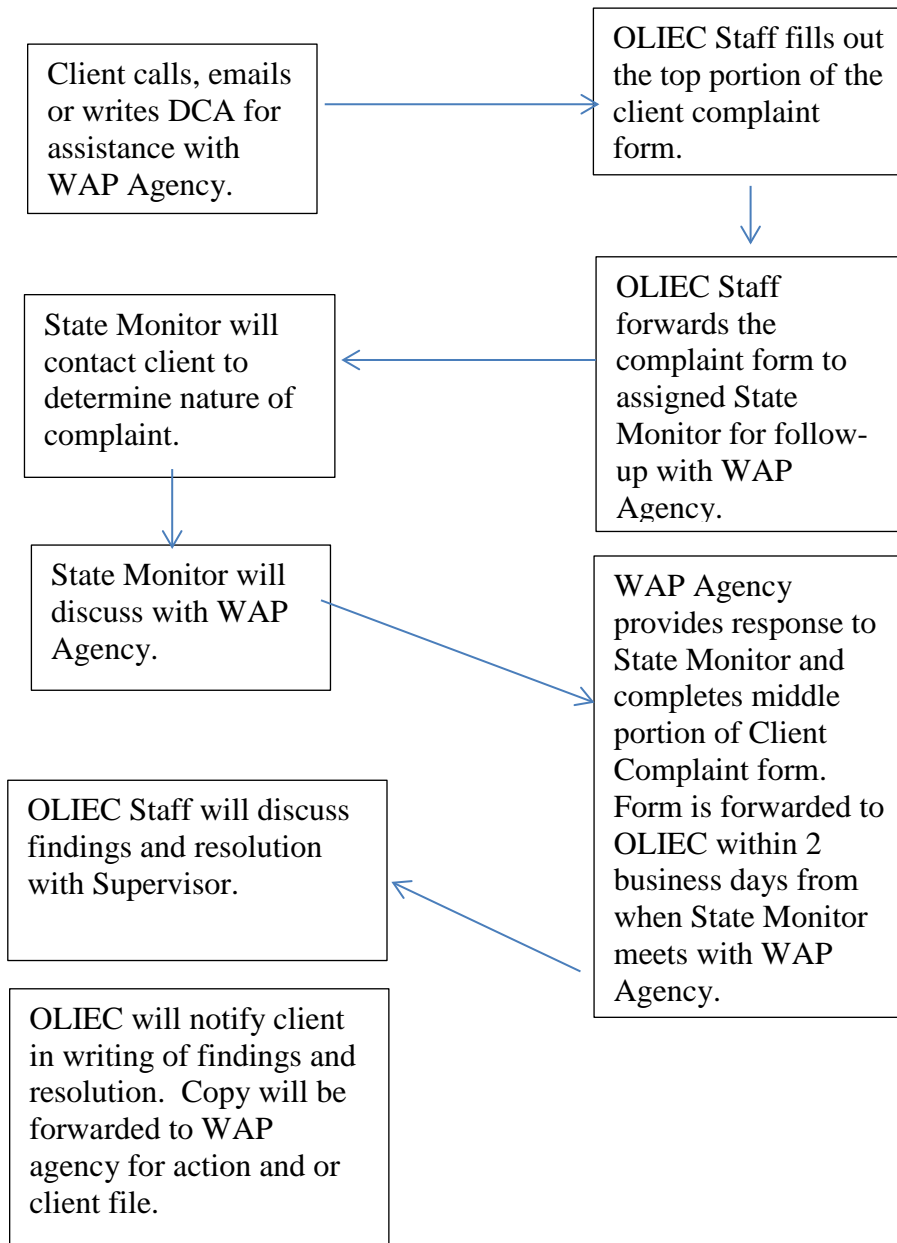 Client calls, emails
or writes DCA for
assistance with
WAP Agency.
OLIEC Staff fills out
the top portion of the
client complaint
form.
OLIEC Staff
forwards the
complaint form to
assigned State
Monitor for follow-
up with WAP
Agency.
State Monitor will
contact client to
determine nature of
complaint.
State Monitor will
discuss with WAP
Agency.
WAP Agency
provides response to
State Monitor and
completes middle
portion of Client
Complaint form.
Form is forwarded to
OLIEC within 2
business days from
when State Monitor
meets with WAP
Agency.
OLIEC Staff will discuss
findings and resolution
with Supervisor.
OLIEC will notify client
in writing of findings and
resolution.  Copy will be
forwarded to WAP
agency for action and or
client file.